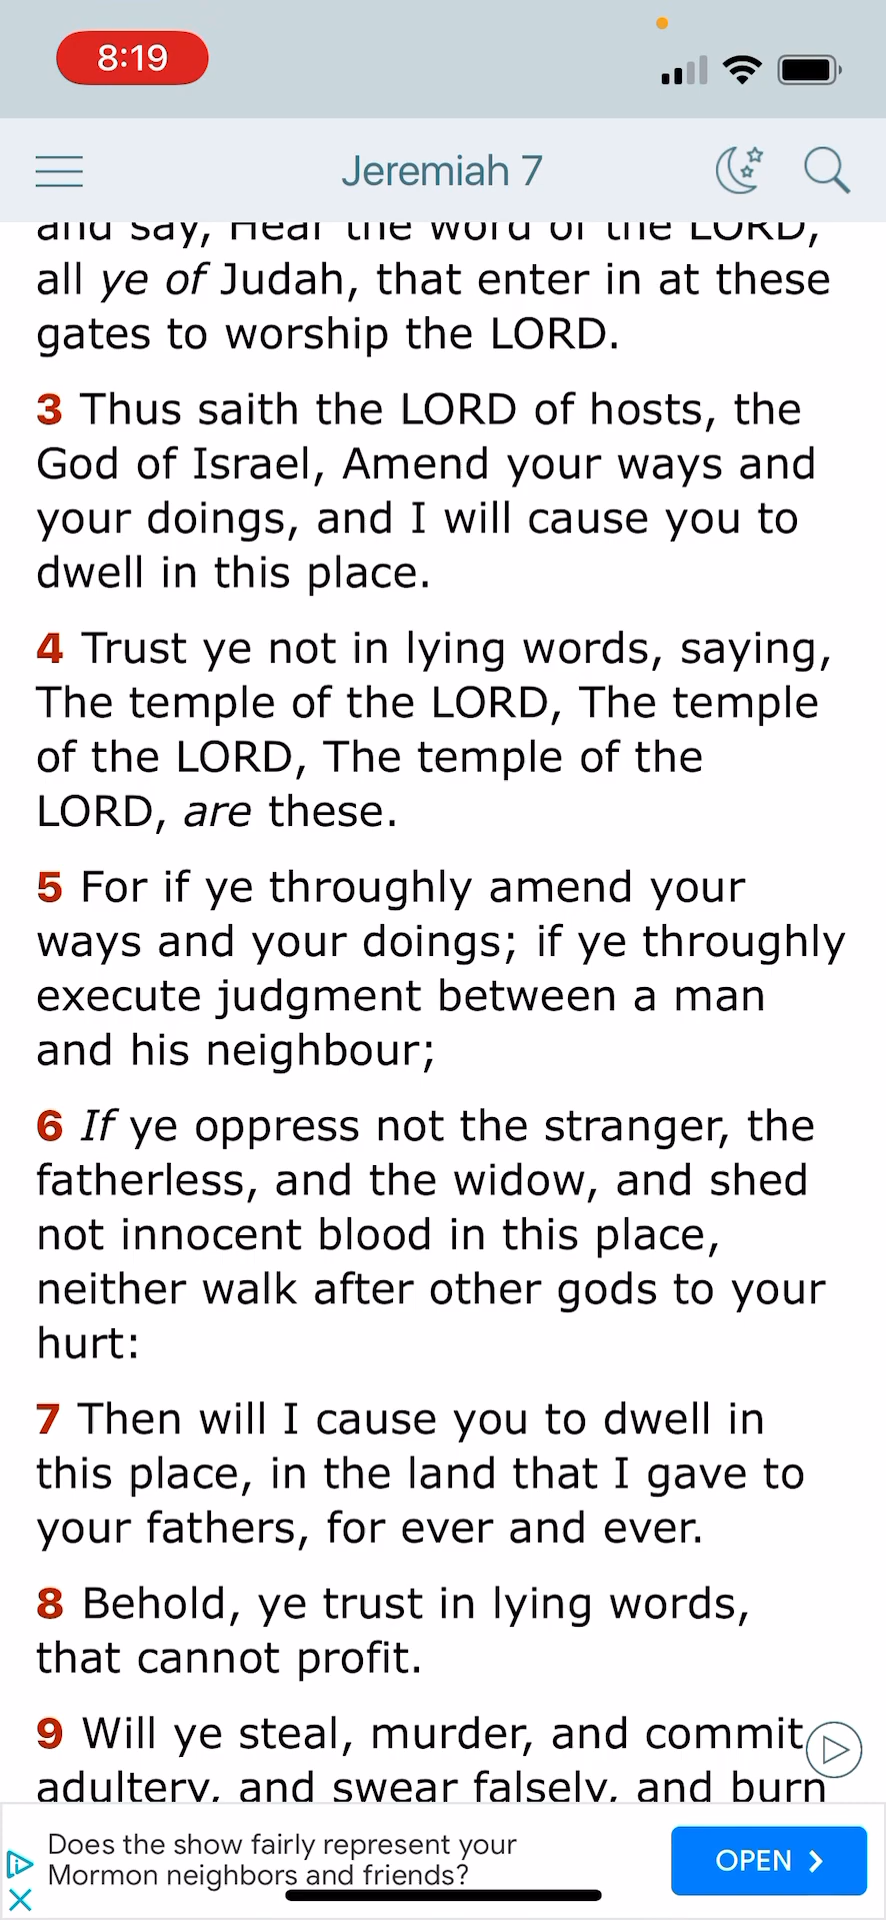 8:19
Jeremiah 7
and say, Hear the word of the LORD,
all ye of Judah, that enter in at these
gates to worship the LORD.
3 Thus saith the LORD of hosts, the
God of Israel, Amend your ways and
your doings, and I will cause you to
dwell in this place.
4 Trust ye not in lying words, saying,
The temple of the LORD, The temple
of the LORD, The temple of the
LORD, are these.
5 For if ye throughly amend your
ways and your doings; if ye throughly
execute judgment between a man
and his neighbour;
6 If ye oppress not the stranger, the
fatherless, and the widow, and shed
not innocent blood in this place,
neither walk after other gods to your
hurt:
7 Then will I cause you to dwell in
this place, in the land that I gave to
your fathers, for ever and ever.
8 Behold, ye trust in lying words,
that cannot profit.
9 Will ye steal, murder, and commit
adultery, and swear falsely, and burn
Does the show fairly represent your
Mormon neighbors and friends?
OPEN